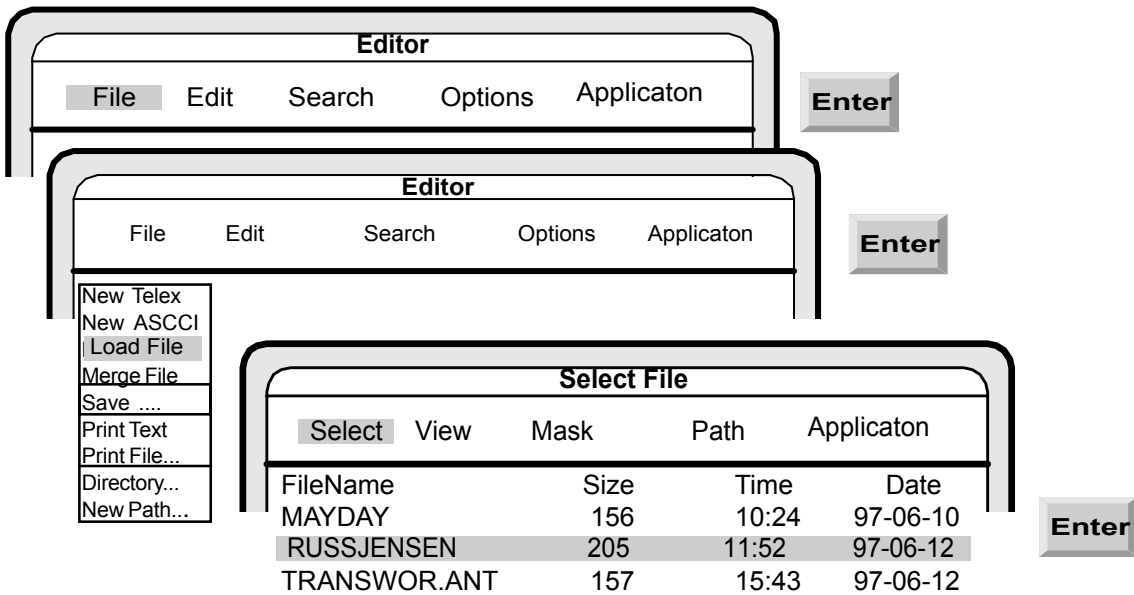 Editor
File Edit Search Options Applicaton
Enter
Editor
File Edit Search Options Applicaton
Enter
New Telex
New ASCCI
Load File
Merge File
Save ....
Print Text
Print File...
Directory...
New Path...
Select File
Select View Mask Path Applicaton
FileName Size Time Date
MAYDAY 156 10:24 97-06-10
RUSSJENSEN 205 11:52 97-06-12
TRANSWOR.ANT 157 15:43 97-06-12
Enter